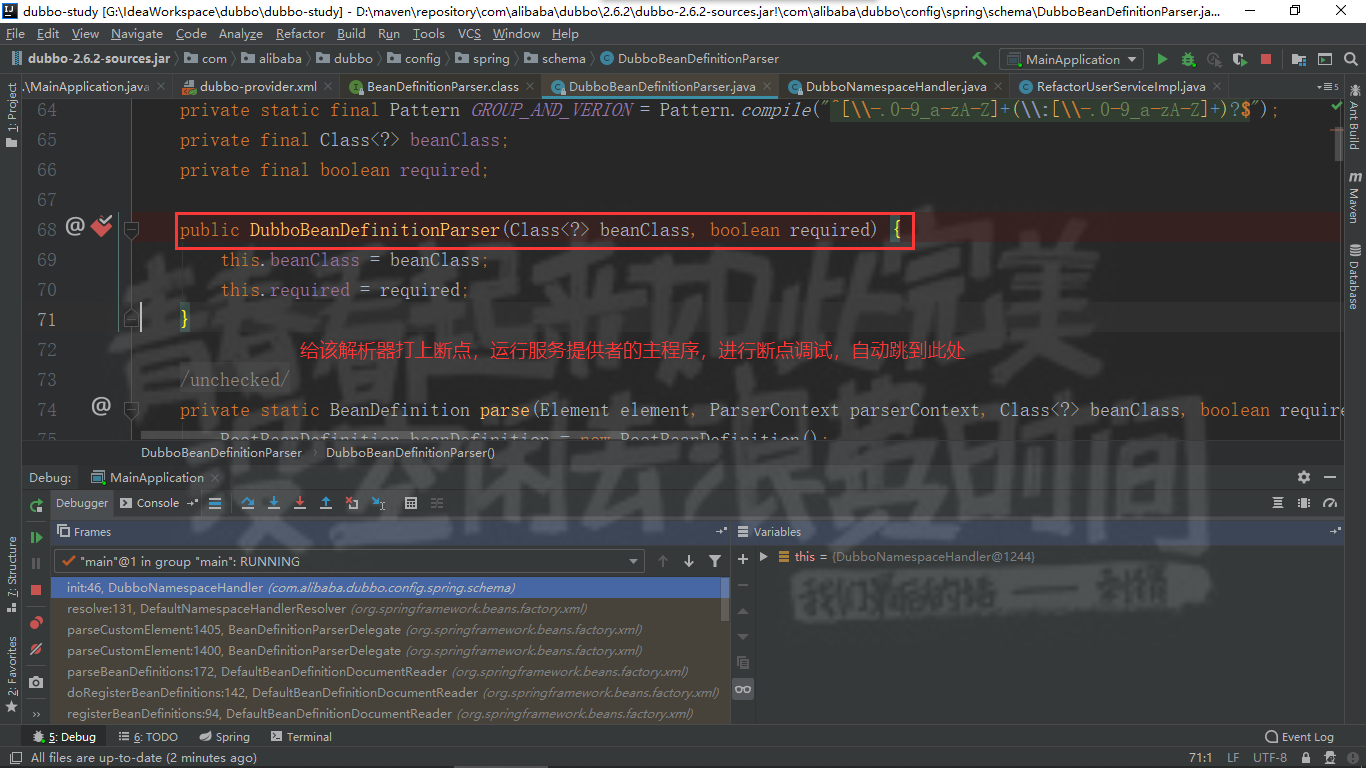 dubbo-study [G:\IdeaWorkspace\dubbo\dubbo-study] - D:\maven\repository\com\alibaba\dubbo\2.6.2\dubbo-2.6.2-sources.jar!\com\alibaba\dubbo\config\spring\schema\DubboBeanDefinitionParser.ja...
File Edit View Navigate Code Analyze Refactor Build Run Tools VCS Window Help
dubbo-2.6.2-sources.jar com alibaba dubbo config spring schema DubboBeanDefinitionParser MainApplication
.\MainApplication.java dubbo-provider.xml BeanDefinitionParser.class DubboBeanDefinitionParser.java DubboNamespaceHandler.java RefactorUserServiceImpl.java 5
1: Project
Ant Build
Maven
Database
64 private static final Pattern GROUP_AND_VERION = Pattern.compile("^[\\-.0-9_a-zA-Z]+(\\:[\\-.0-9_a-zA-Z]+)?$");
65 private final Class<?> beanClass;
66 private final boolean required;
67
68 @ public DubboBeanDefinitionParser(Class<?> beanClass, boolean required) {
69 this.beanClass = beanClass;
70 this.required = required;
71 }
72 给该解析器打上断点，运行服务提供者的主程序，进行断点调试，自动跳到此处
73 /unchecked/
74 @ private static BeanDefinition parse(Element element, ParserContext parserContext, Class<?> beanClass, boolean require
75 RootBeanDefinition beanDefinition = new RootBeanDefinition();
DubboBeanDefinitionParser DubboBeanDefinitionParser()
Debug: MainApplication
Debugger Console
Frames Variables
"main"@1 in group "main": RUNNING
this = {DubboNamespaceHandler@1244}
init:46, DubboNamespaceHandler (com.alibaba.dubbo.config.spring.schema)
resolve:131, DefaultNamespaceHandlerResolver (org.springframework.beans.factory.xml)
parseCustomElement:1405, BeanDefinitionParserDelegate (org.springframework.beans.factory.xml)
parseCustomElement:1400, BeanDefinitionParserDelegate (org.springframework.beans.factory.xml)
parseBeanDefinitions:172, DefaultBeanDefinitionDocumentReader (org.springframework.beans.factory.xml)
doRegisterBeanDefinitions:142, DefaultBeanDefinitionDocumentReader (org.springframework.beans.factory.xml)
registerBeanDefinitions:94, DefaultBeanDefinitionDocumentReader (org.springframework.beans.factory.xml)
Z: Structure
2: Favorites
5: Debug 6: TODO Spring Terminal Event Log
All files are up-to-date (2 minutes ago) 71:1 LF UTF-8